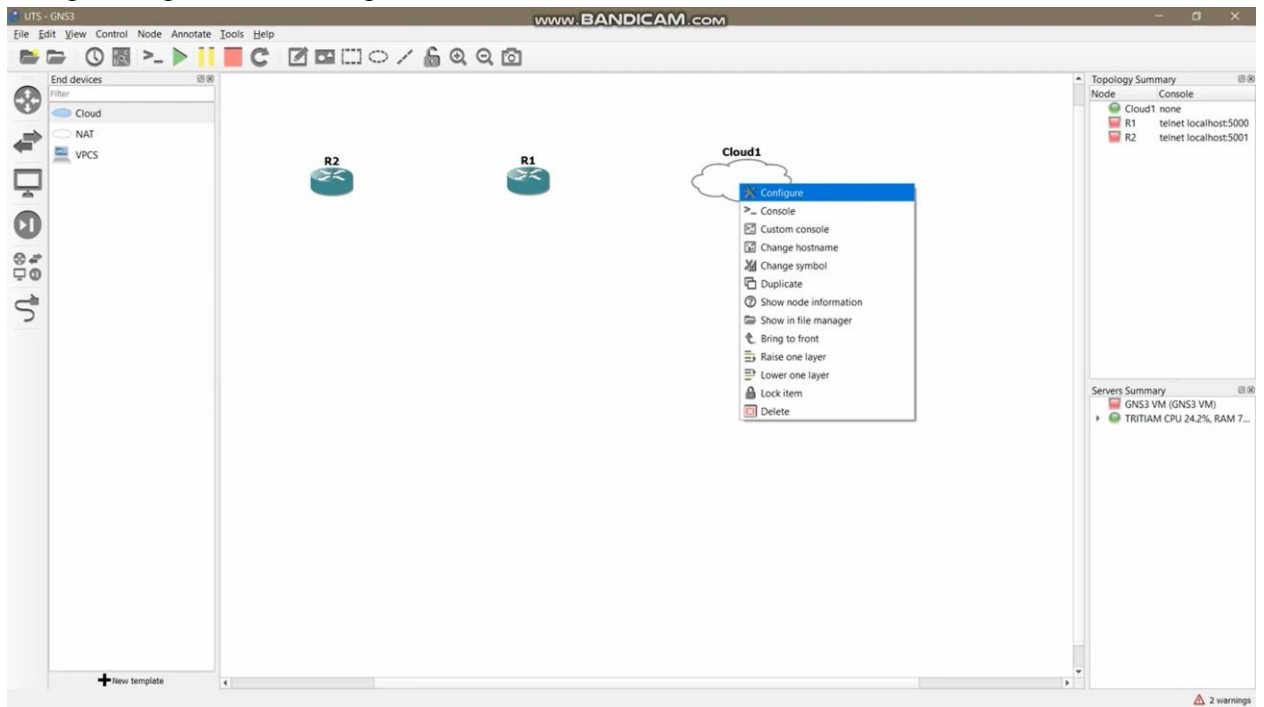 UTS - GNS3
www.BANDICAM.com
File Edit View Control Node Annotate Tools Help
End devices
Filter
Cloud
NAT
VPCS
New template
R2
R1
Cloud1
Configure
Console
Custom console
Change hostname
Change symbol
Duplicate
Show node information
Show in file manager
Bring to front
Raise one layer
Lower one layer
Lock item
Delete
Topology Summary
Node Console
Cloud1 none
R1 telnet localhost:5000
R2 telnet localhost:5001
Servers Summary
GNS3 VM (GNS3 VM)
TRITIAM CPU 24.2%, RAM 7...
2 warnings